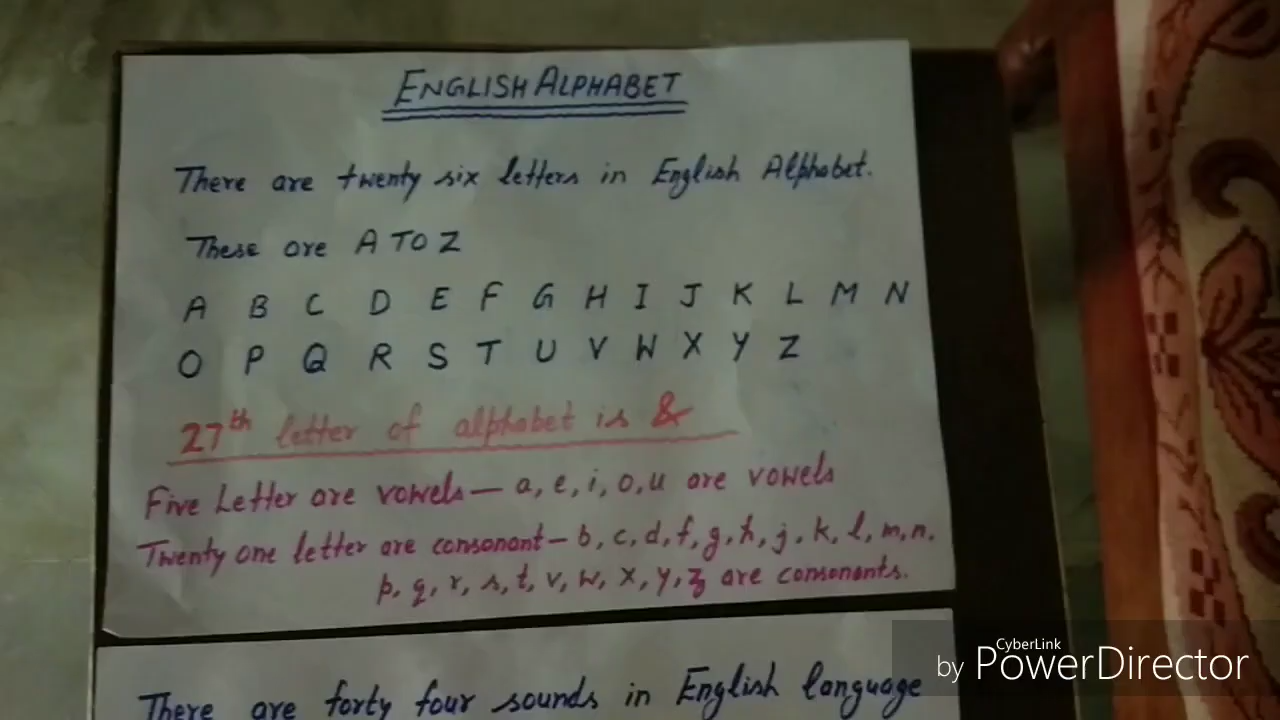 ENGLISH ALPHABET
There are twenty six letters in English Alphabet.
These are A TO Z
A B C D E F G H I J K L M N
O P Q R S T U V W X Y Z
27th letter of alphabet is &
Five Letter are vowels— a, e, i, o, u are vowels
Twenty one letter are consonant— b, c, d, f, g, h, j, k, l, m, n,
p, q, r, s, t, v, w, x, y, z are consonants.
There are forty four sounds in English language
CyberLink
by PowerDirector